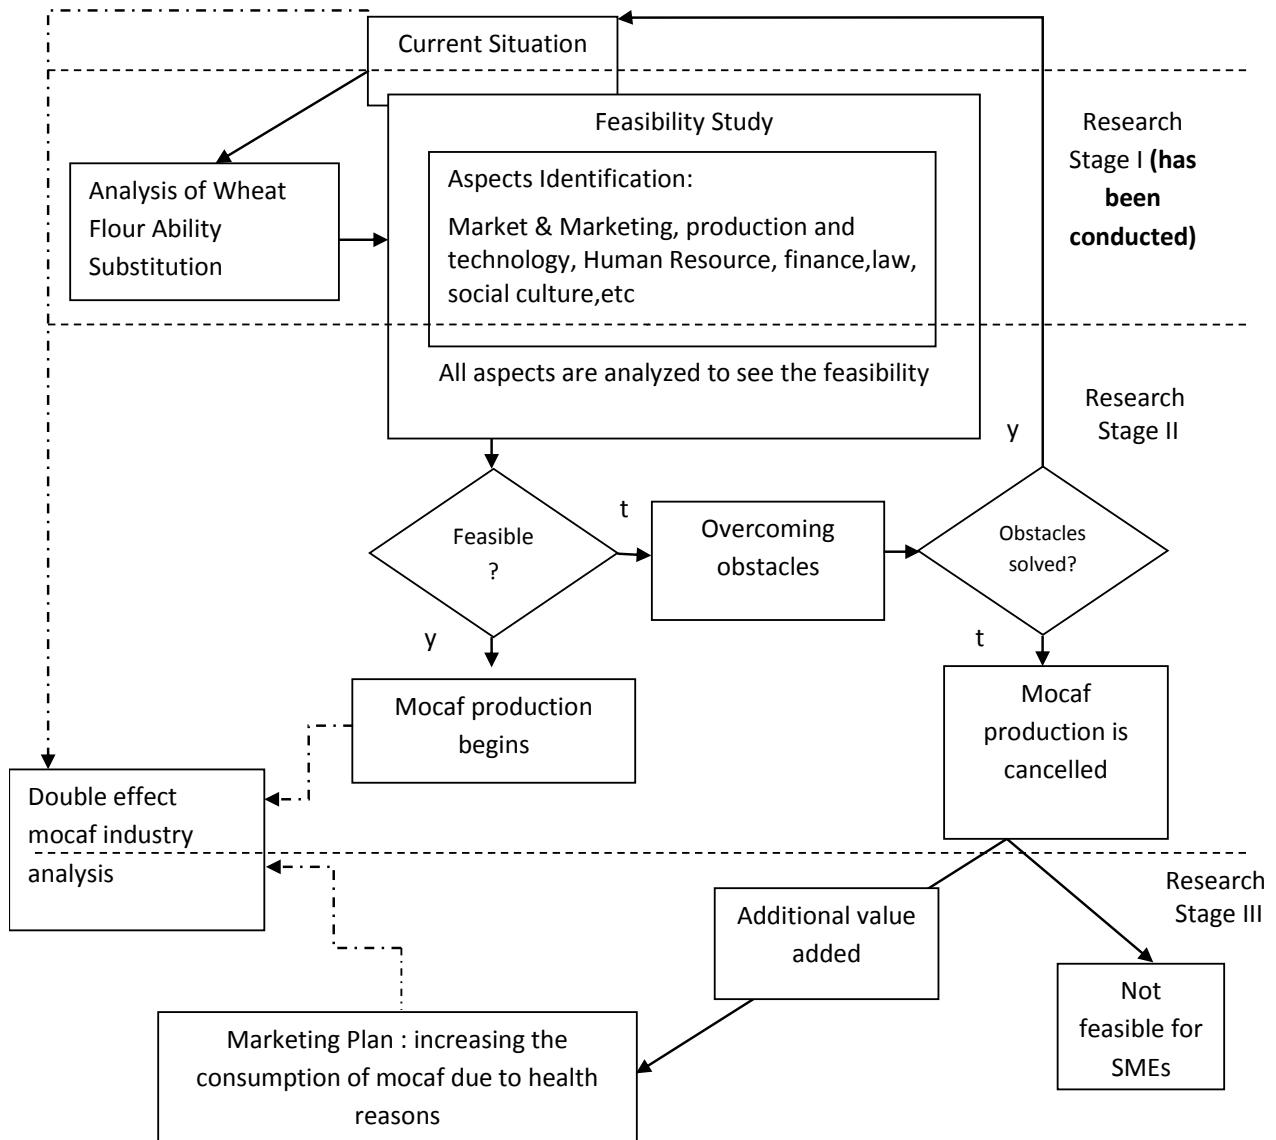 Current Situation
Feasibility Study
Aspects Identification:
Market & Marketing, production and
technology, Human Resource, finance,law,
social culture,etc
All aspects are analyzed to see the feasibility
Analysis of Wheat
Flour Ability
Substitution
Research
Stage I (has
been
conducted)
Research
Stage II
y
Feasible
?
t
Overcoming
obstacles
Obstacles
solved?
y
t
Mocaf production
begins
Mocaf
production is
cancelled
Double effect
mocaf industry
analysis
Research
Stage III
Additional value
added
Not
feasible for
SMEs
Marketing Plan : increasing the
consumption of mocaf due to health
reasons